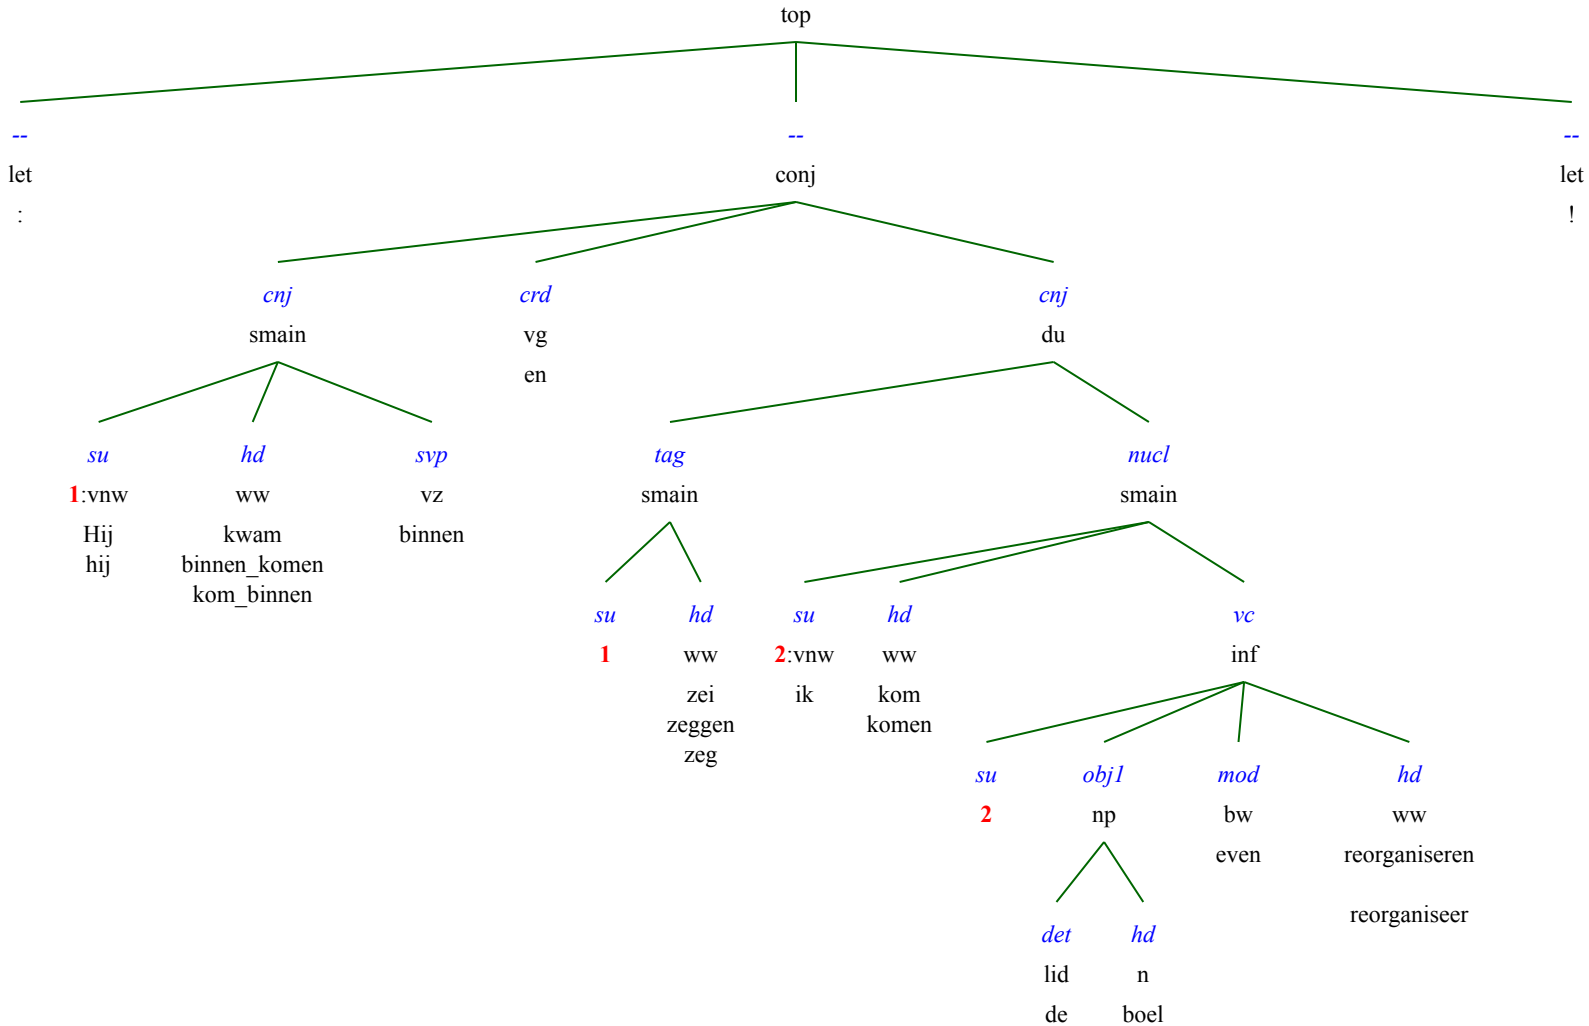 top
-- -- --
let conj let
: !
cnj crd cnj
smain vg du
en
su hd svp tag nucl
1:vnw ww vz smain smain
Hij kwam binnen
hij binnen_komen
kom_binnen
su hd su hd vc
1 ww 2:vnw ww inf
zei ik kom
zeggen komen
zeg
su obj1 mod hd
2 np bw ww
even reorganiseren
reorganiseer
det hd
lid n
de boel